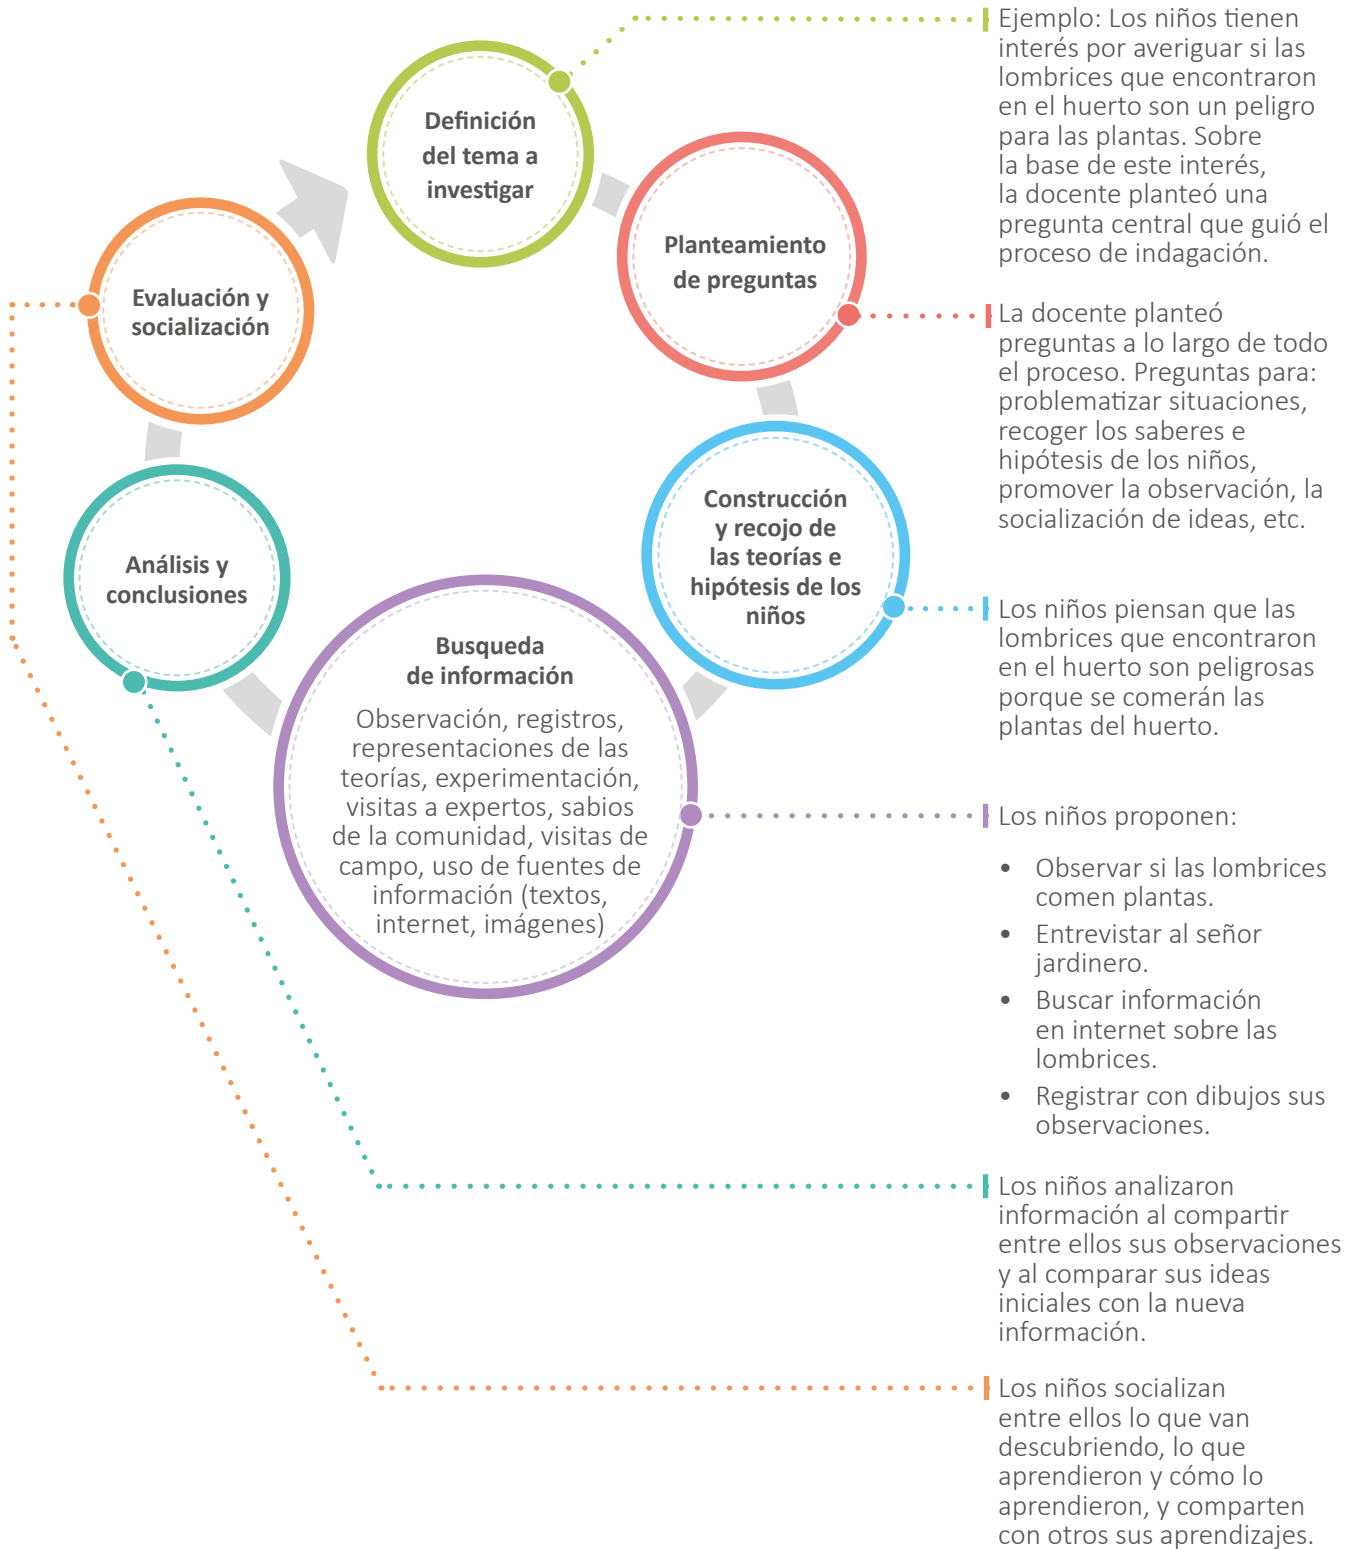 Definición
del tema a
investigar
Ejemplo: Los niños tienen
interés por averiguar si las
lombrices que encontraron
en el huerto son un peligro
para las plantas. Sobre
la base de este interés,
la docente planteó una
pregunta central que guió el
proceso de indagación.
Planteamiento
de preguntas
La docente planteó
preguntas a lo largo de todo
el proceso. Preguntas para:
problematizar situaciones,
recoger los saberes e
hipótesis de los niños,
promover la observación, la
socialización de ideas, etc.
Construcción
y recojo de
las teorías e
hipótesis de los
niños
Los niños piensan que las
lombrices que encontraron
en el huerto son peligrosas
porque se comerán las
plantas del huerto.
Busqueda
de información
Observación, registros,
representaciones de las
teorías, experimentación,
visitas a expertos, sabios
de la comunidad, visitas de
campo, uso de fuentes de
información (textos,
internet, imágenes)
Los niños proponen:
• Observar si las lombrices
comen plantas.
• Entrevistar al señor
jardinero.
• Buscar información
en internet sobre las
lombrices.
• Registrar con dibujos sus
observaciones.
Análisis y
conclusiones
Los niños analizaron
información al compartir
entre ellos sus observaciones
y al comparar sus ideas
iniciales con la nueva
información.
Evaluación y
socialización
Los niños socializan
entre ellos lo que van
descubriendo, lo que
aprendieron y cómo lo
aprendieron, y comparten
con otros sus aprendizajes.